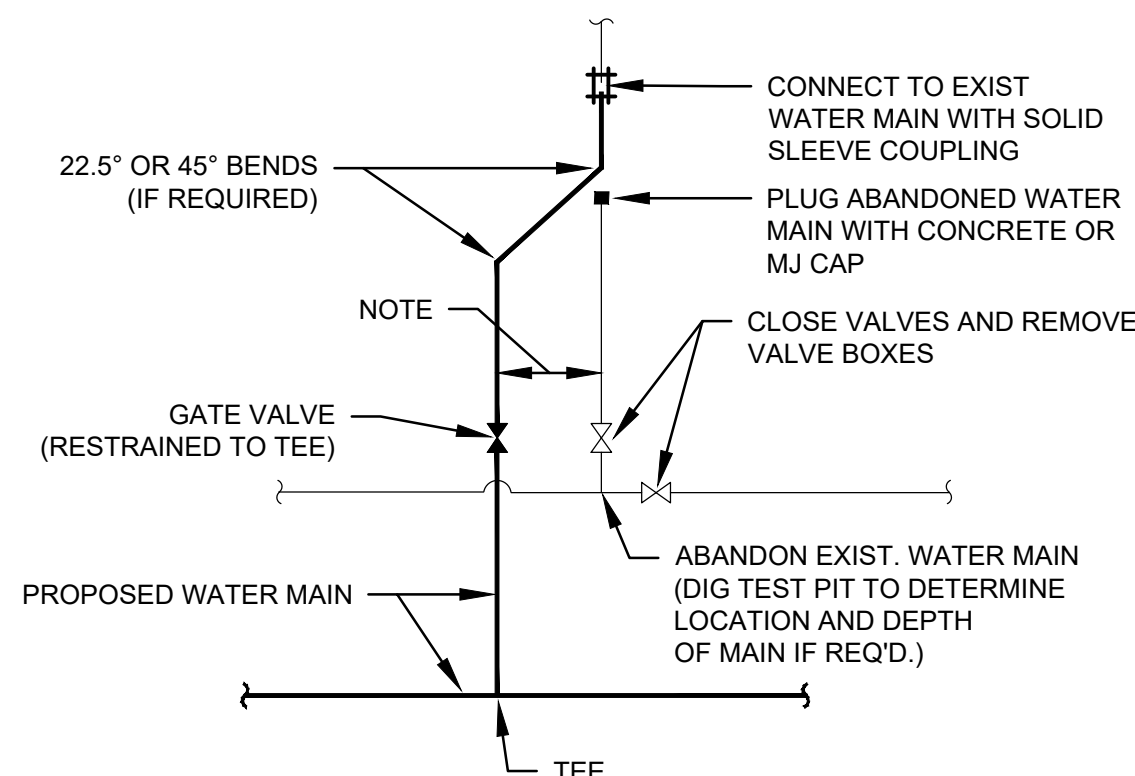 CONNECT TO EXIST
WATER MAIN WITH SOLID
SLEEVE COUPLING
22.5° OR 45° BENDS
(IF REQUIRED)
PLUG ABANDONED WATER
MAIN WITH CONCRETE OR
MJ CAP
NOTE
CLOSE VALVES AND REMOVE
VALVE BOXES
GATE VALVE
(RESTRAINED TO TEE)
ABANDON EXIST. WATER MAIN
(DIG TEST PIT TO DETERMINE
LOCATION AND DEPTH
OF MAIN IF REQ'D.)
PROPOSED WATER MAIN
TEE